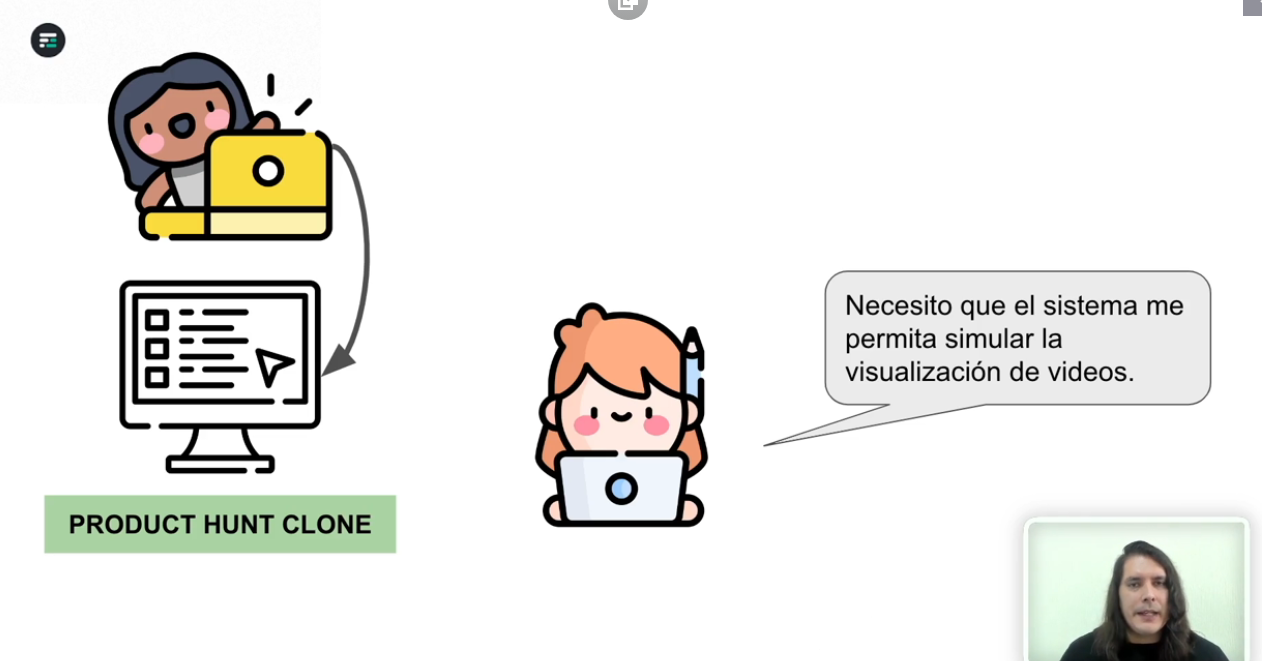 Necesito que el sistema me
permita simular la
visualización de videos.
PRODUCT HUNT CLONE